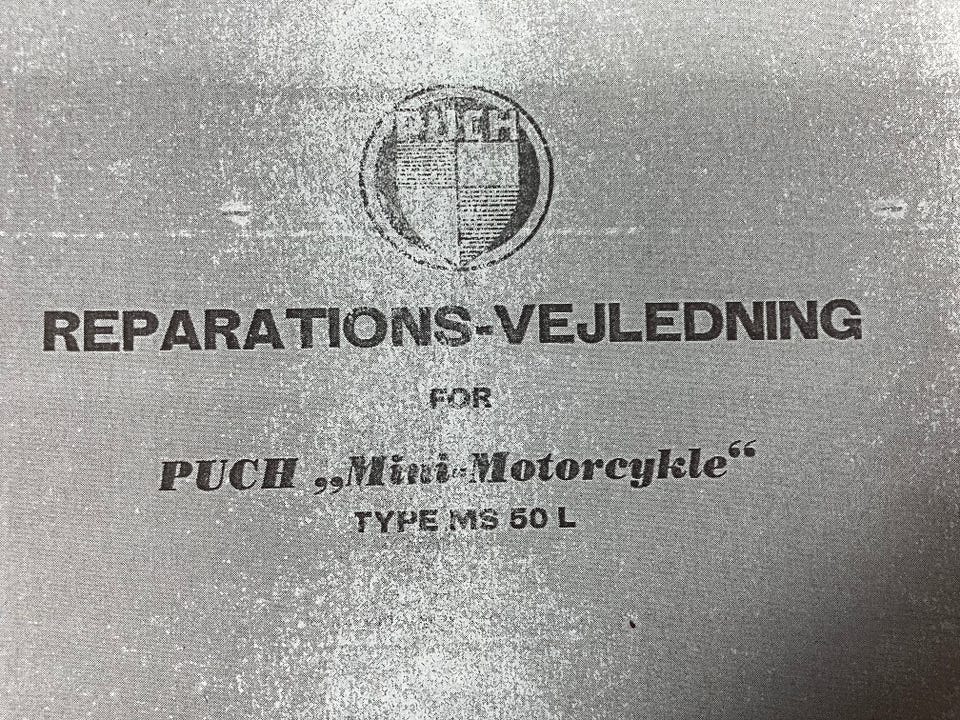 PUCH
REPARATIONS-VEJLEDNING
FOR
PUCH „Mini-Motorcykle“
TYPE MS 50 L